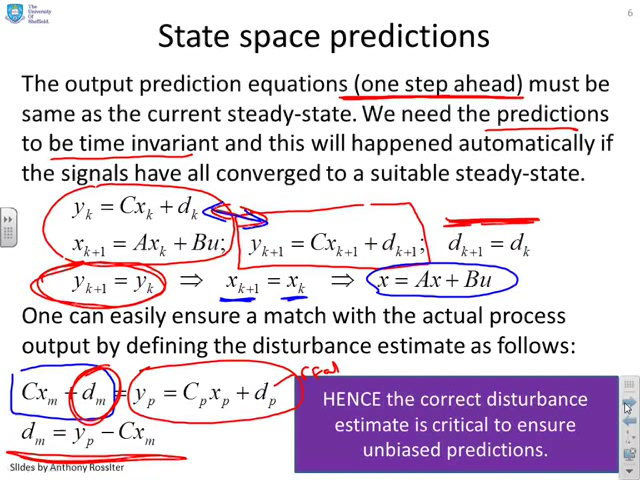 The
University
Of
Sheffield.
6
State space predictions
The output prediction equations (one step ahead) must be
same as the current steady-state. We need the predictions
to be time invariant and this will happened automatically if
the signals have all converged to a suitable steady-state.
y_k = Cx_k + d_k
x_{k+1} = Ax_k + Bu; y_{k+1} = Cx_{k+1} + d_{k+1}; d_{k+1} = d_k
y_{k+1} = y_k ⇒ x_{k+1} = x_k ⇒ x = Ax + Bu
One can easily ensure a match with the actual process
output by defining the disturbance estimate as follows:
Cx_m + d_m = y_p = C_p x_p + d_p
d_m = y_p − Cx_m
HENCE the correct disturbance
estimate is critical to ensure
unbiased predictions.
Slides by Anthony Rossiter